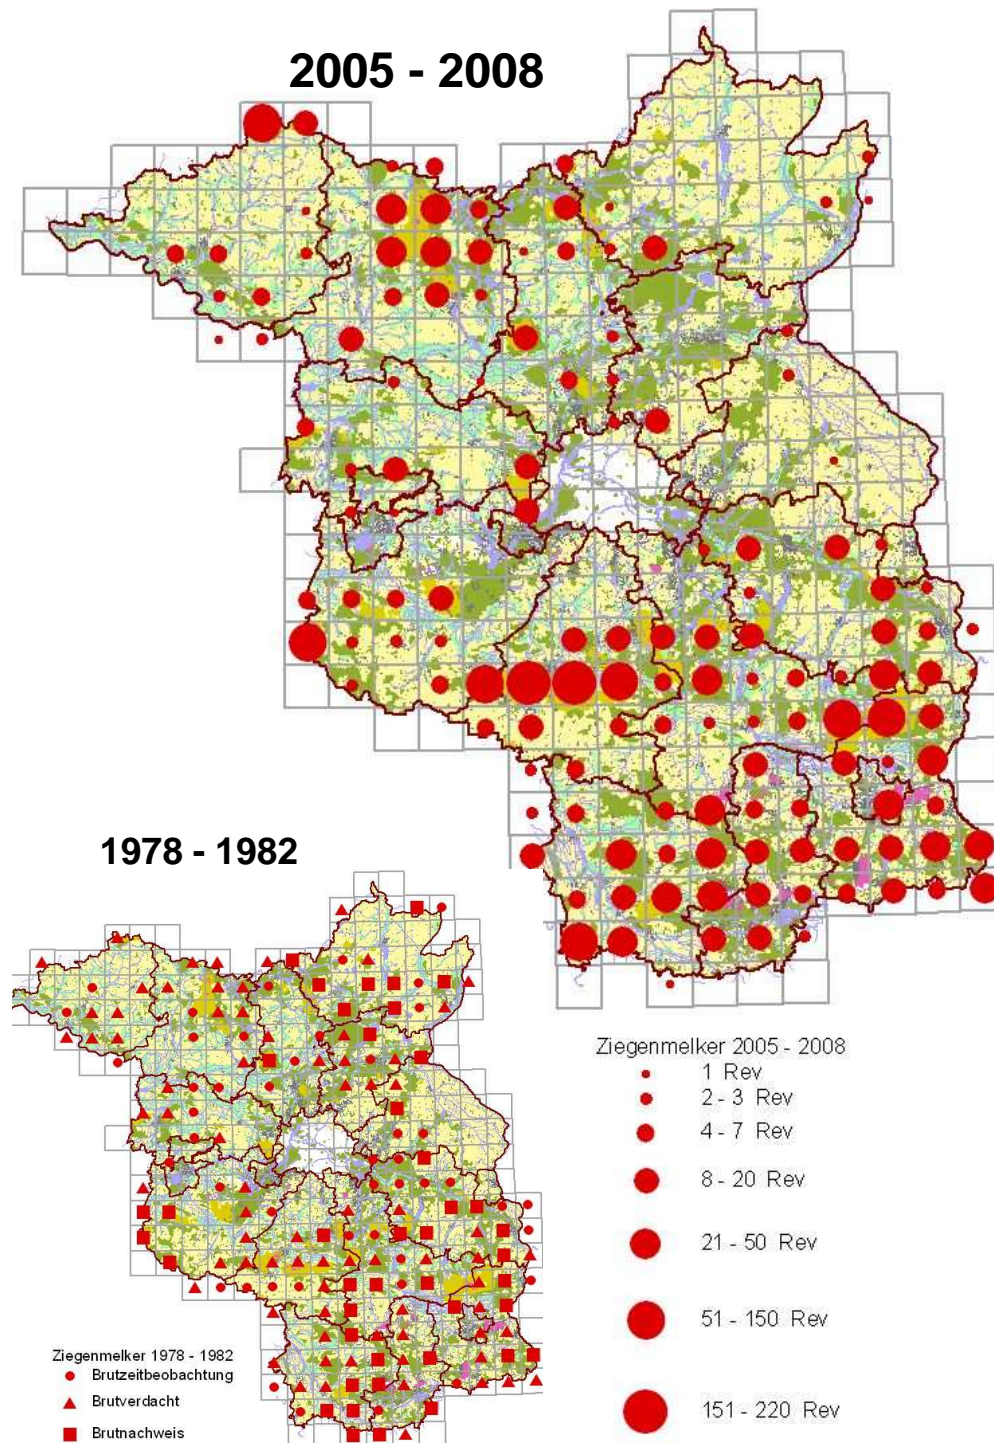 2005 - 2008
1978 - 1982
Ziegenmelker 1978 - 1982
Brutzeitbeobachtung
Brutverdacht
Brutnachweis
Ziegenmelker 2005 - 2008
1 Rev
2 - 3 Rev
4 - 7 Rev
8 - 20 Rev
21 - 50 Rev
51 - 150 Rev
151 - 220 Rev